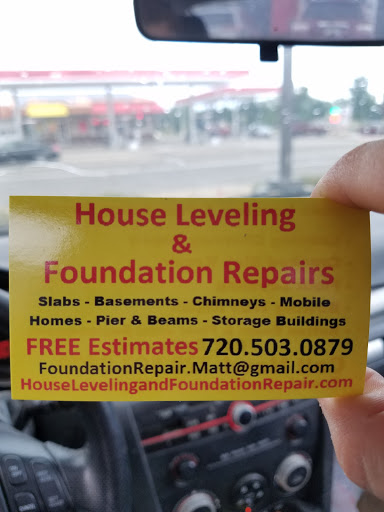 House Leveling
&
Foundation Repairs
Slabs - Basements - Chimneys - Mobile
Homes - Pier & Beams - Storage Buildings
FREE Estimates 720.503.0879
FoundationRepair.Matt@gmail.com
HouseLevelingandFoundationRepair.com